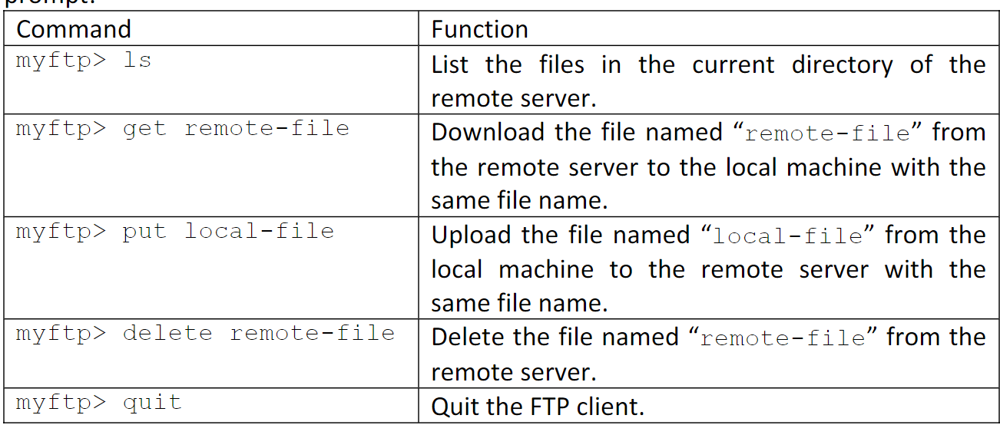 prompt.
Command Function
myftp> ls
List the files in the current directory of the
remote server.
myftp> get remote-file
Download the file named “remote-file” from
the remote server to the local machine with the
same file name.
myftp> put local-file
Upload the file named “local-file” from the
local machine to the remote server with the
same file name.
myftp> delete remote-file
Delete the file named “remote-file” from the
remote server.
myftp> quit
Quit the FTP client.